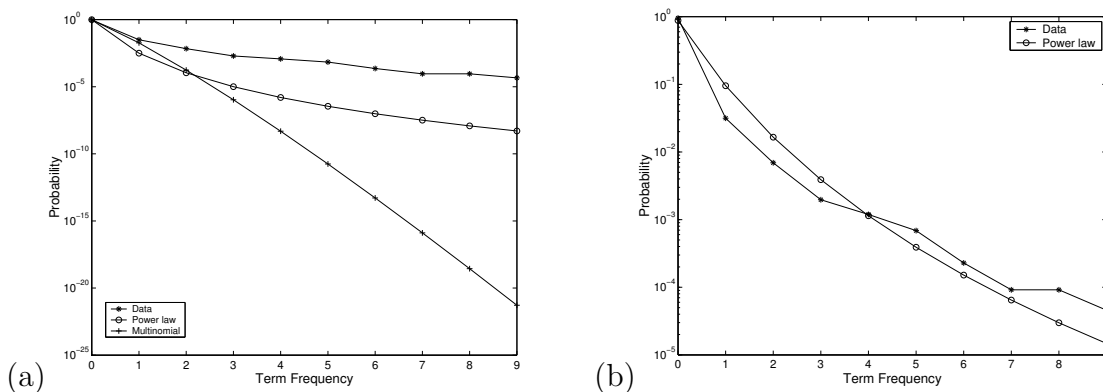 10^0
10^-5
10^-10
10^-15
10^-20
10^-25
Probability
0 1 2 3 4 5 6 7 8 9
Term Frequency
Data
Power law
Multinomial
(a)
10^0
10^-1
10^-2
10^-3
10^-4
10^-5
Probability
0 1 2 3 4 5 6 7 8
Term Frequency
Data
Power law
(b)